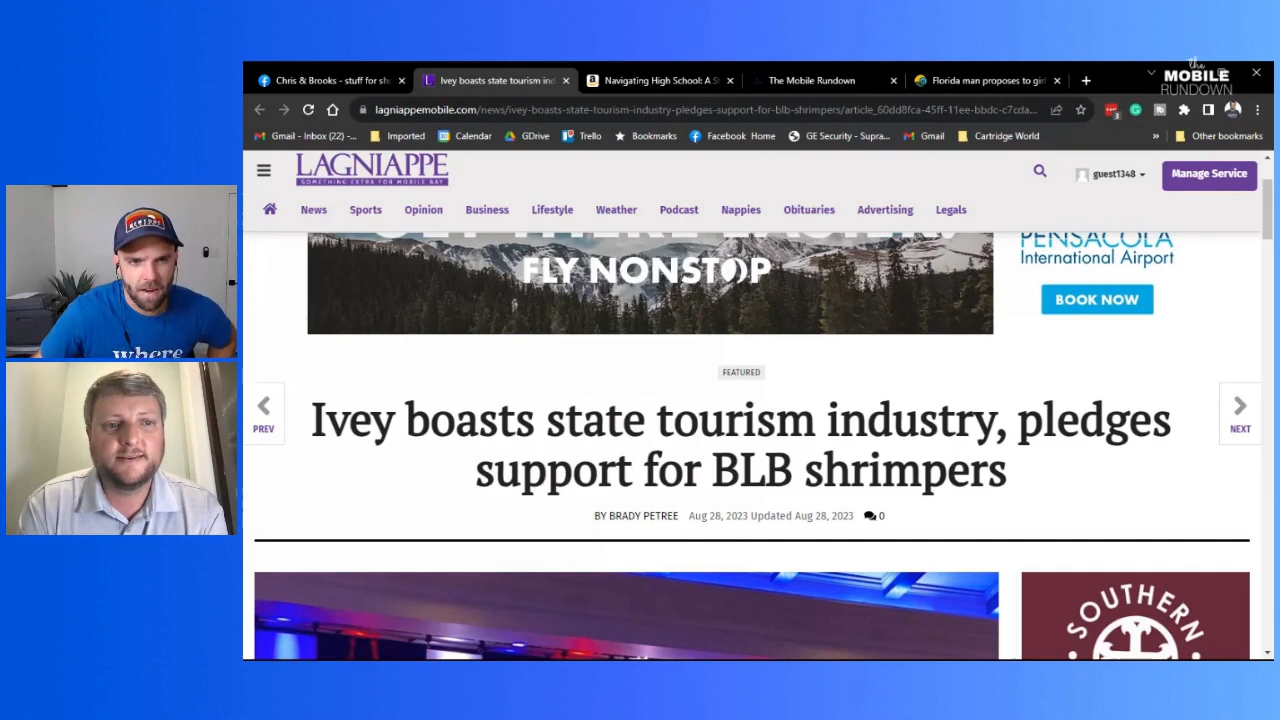 the
MOBILE
RUNDOWN
Chris & Brooks - stuff for sh
Ivey boasts state tourism ind
Navigating High School: A S
The Mobile Rundown
Florida man proposes to girl
lagniappemobile.com/news/ivey-boasts-state-tourism-industry-pledges-support-for-blb-shrimpers/article_60dd8fca-45ff-11ee-bbdc-c7cda...
Gmail - Inbox (22) -...
Imported
Calendar
GDrive
Trello
Bookmarks
Facebook Home
GE Security - Supra...
Gmail
Cartridge World
»
Other bookmarks
LAGNIAPPE
SOMETHING EXTRA FOR MOBILE BAY
guest1348
Manage Service
News
Sports
Opinion
Business
Lifestyle
Weather
Podcast
Nappies
Obituaries
Advertising
Legals
FLY NONSTOP
PENSACOLA
International Airport
BOOK NOW
FEATURED
PREV
NEXT
Ivey boasts state tourism industry, pledges
support for BLB shrimpers
BY BRADY PETREE Aug 28, 2023 Updated Aug 28, 2023 0
SOUTHERN
where